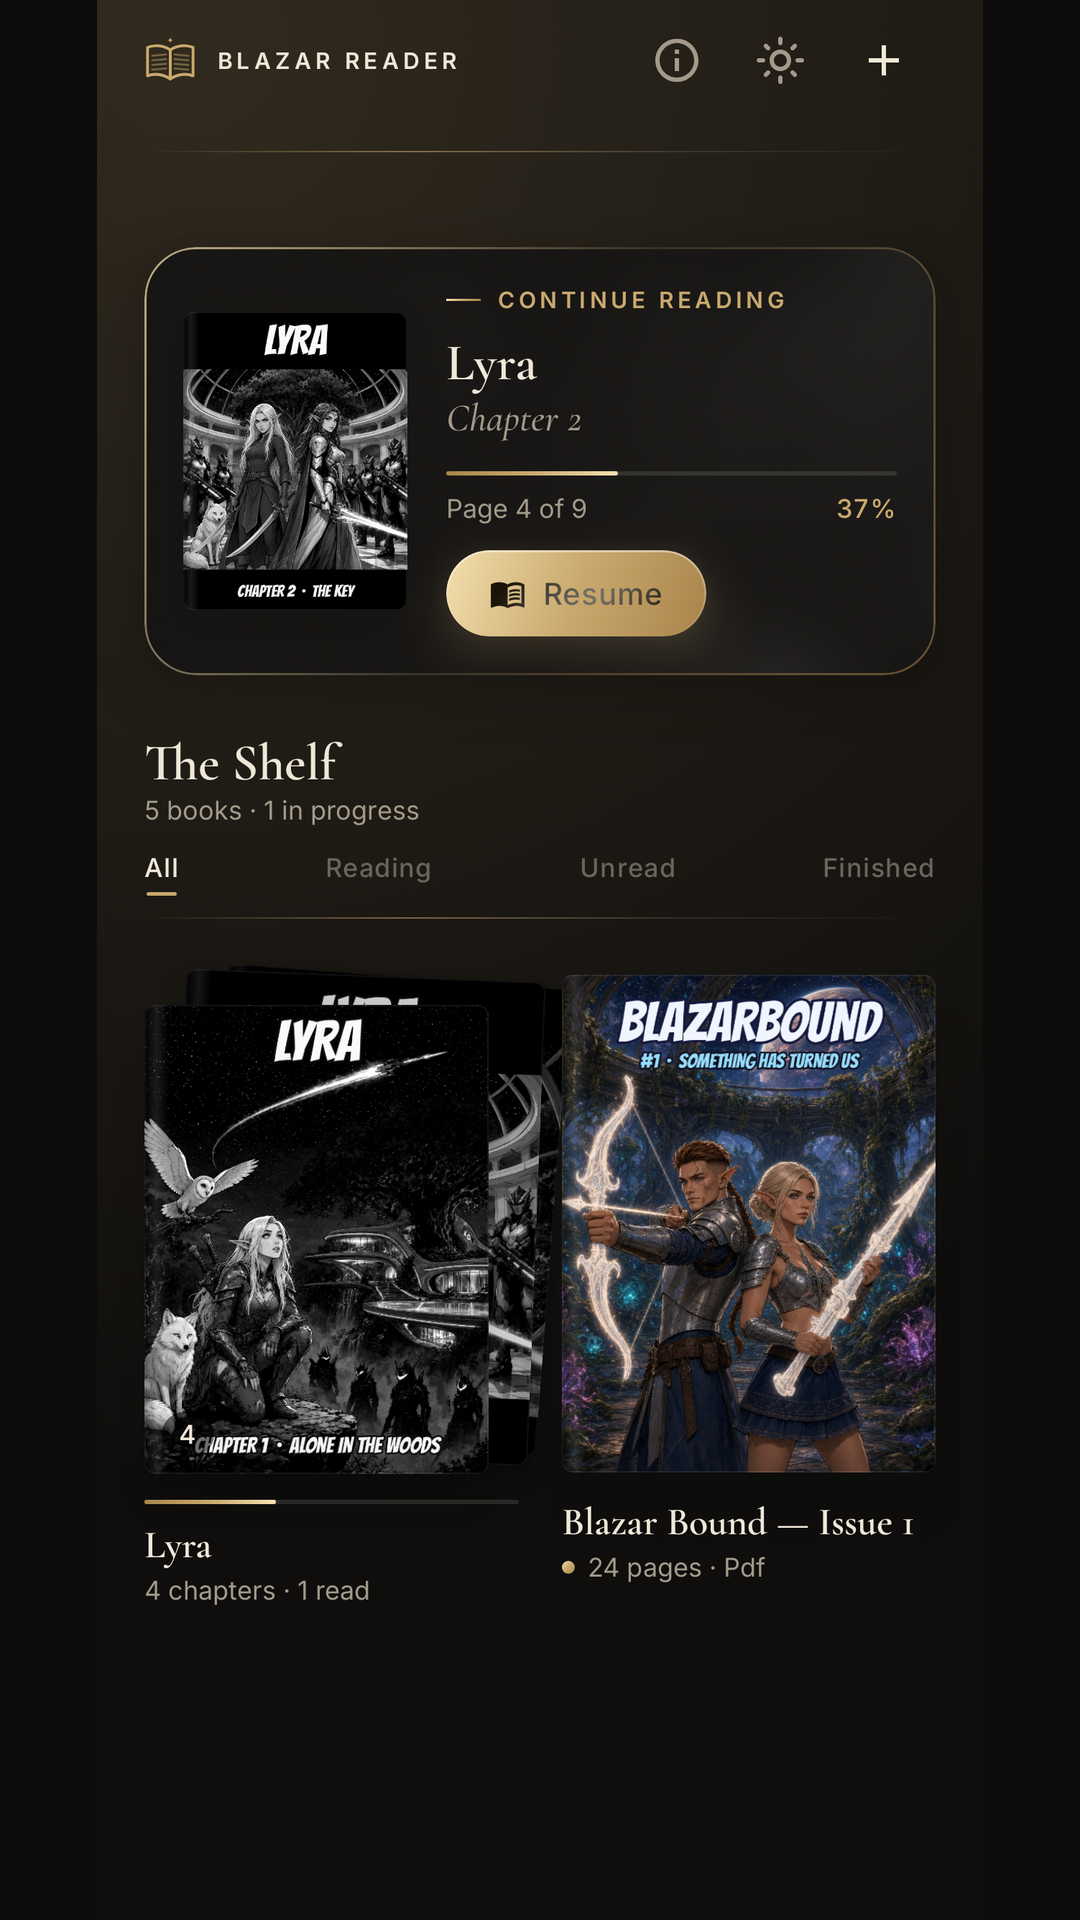 BLAZAR READER
CONTINUE READING
LYRA
CHAPTER 2 · THE KEY
Lyra
Chapter 2
Page 4 of 9
37%
Resume
The Shelf
5 books · 1 in progress
All
Reading
Unread
Finished
LYRA
LYRA
4
CHAPTER 1 · ALONE IN THE WOODS
Lyra
4 chapters · 1 read
BLAZARBOUND
#1 · SOMETHING HAS TURNED US
Blazar Bound — Issue 1
24 pages · Pdf